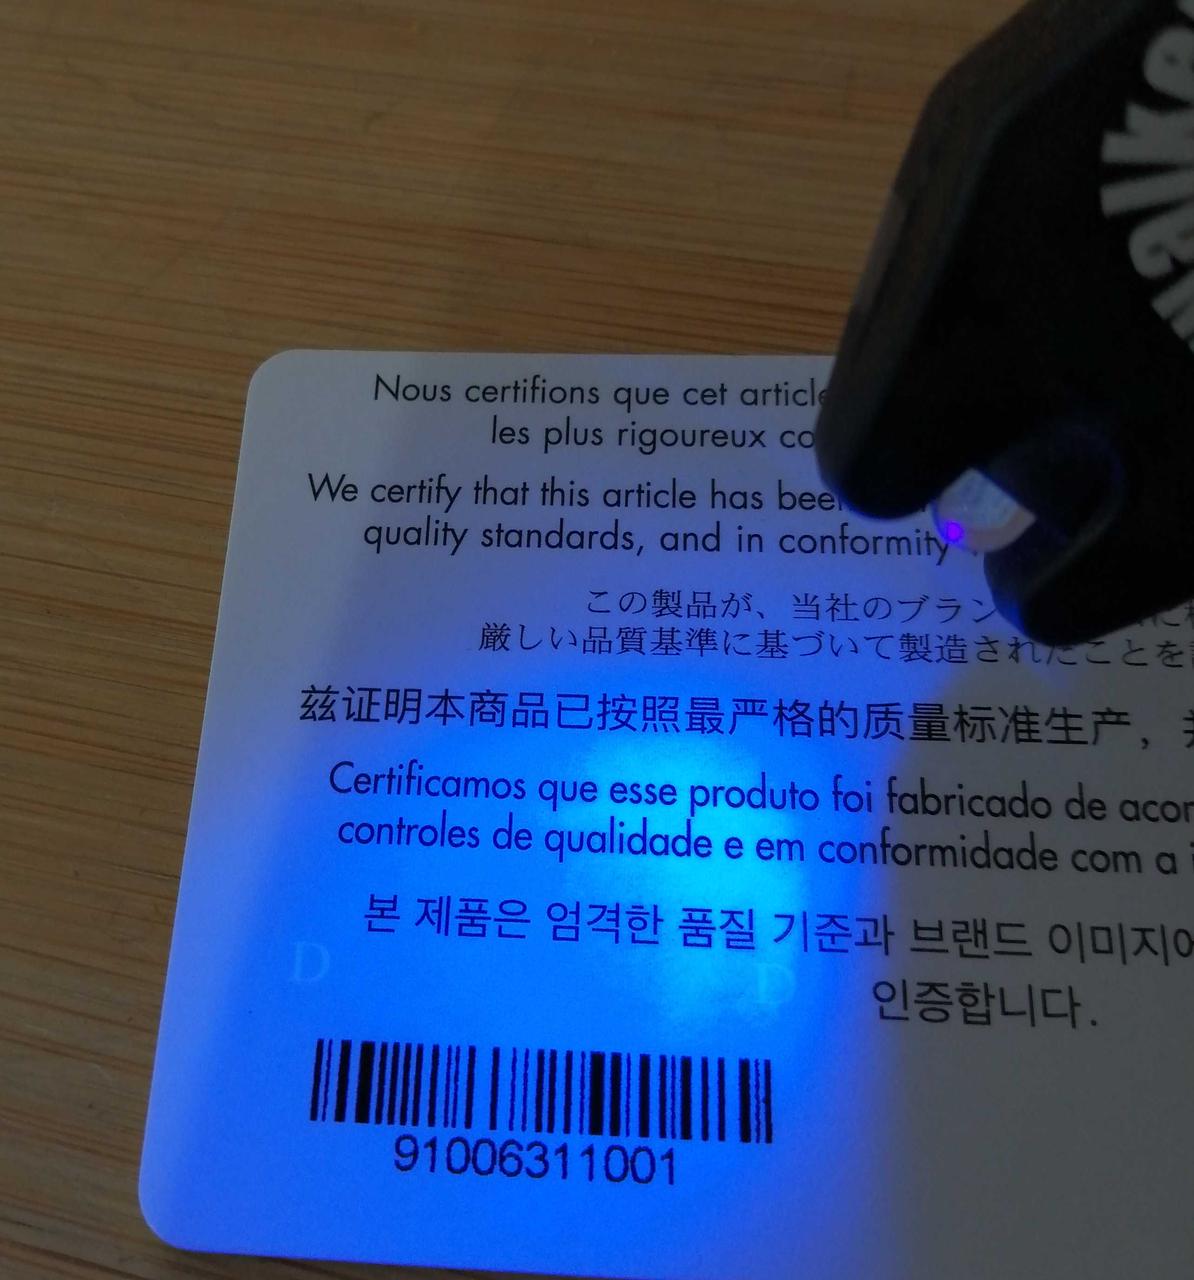 Nous certifions que cet article
les plus rigoureux
We certify that this article has been
quality standards, and in conformity
この製品が、当社のブラン
厳しい品質基準に基づいて製造されたことを
兹证明本商品已按照最严格的质量标准生产，
Certificamos que esse produto foi fabricado de
controles de qualidade e em conformidade com a
본 제품은 엄격한 품질 기준과 브랜드 이미지에
인증합니다.
D D
91006311001